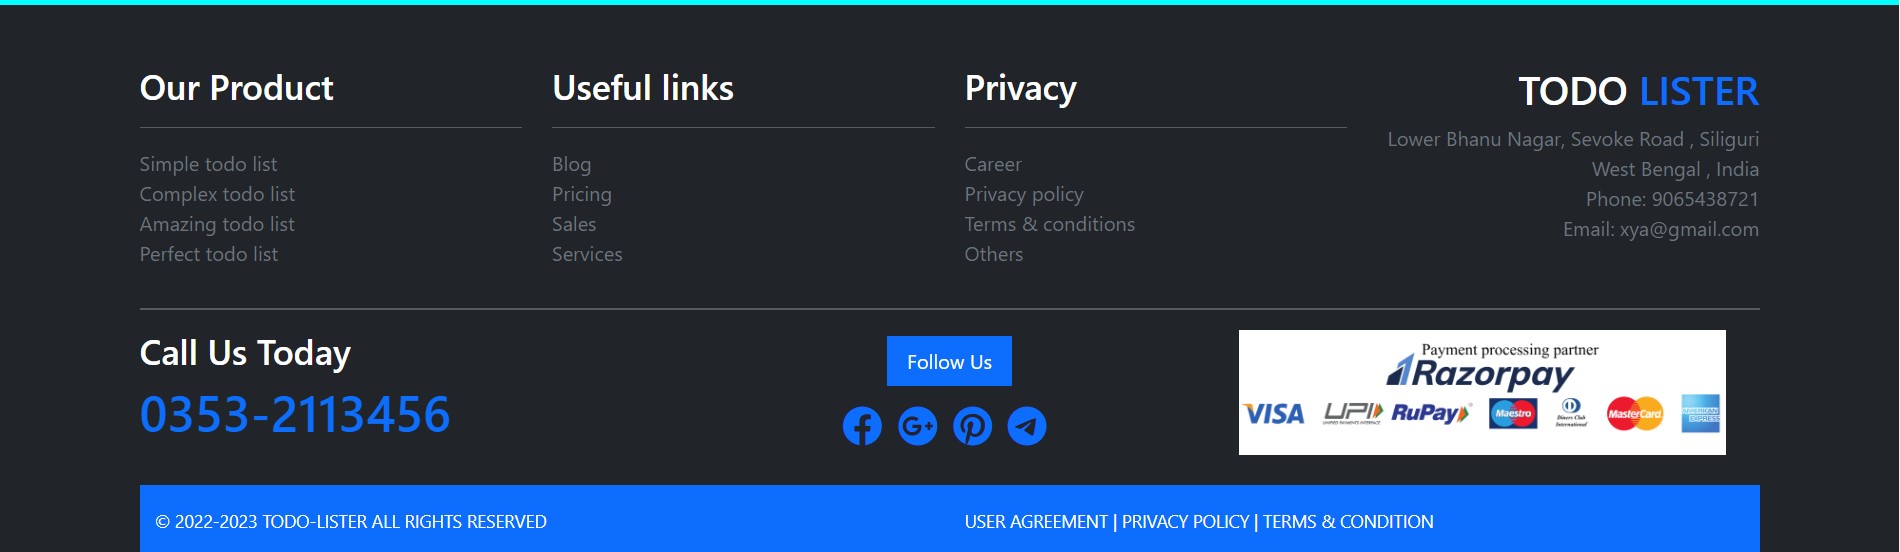 Our Product
Simple todo list
Complex todo list
Amazing todo list
Perfect todo list
Useful links
Blog
Pricing
Sales
Services
Privacy
Career
Privacy policy
Terms & conditions
Others
TODO LISTER
Lower Bhanu Nagar, Sevoke Road , Siliguri
West Bengal , India
Phone: 9065438721
Email: xya@gmail.com
Call Us Today
0353-2113456
Follow Us
G+
Payment processing partner
Razorpay
VISA
UPI
UNIFIED PAYMENTS INTERFACE
RuPay
Maestro
Diners Club
International
MasterCard
AMERICAN
EXPRESS
© 2022-2023 TODO-LISTER ALL RIGHTS RESERVED
USER AGREEMENT | PRIVACY POLICY | TERMS & CONDITION